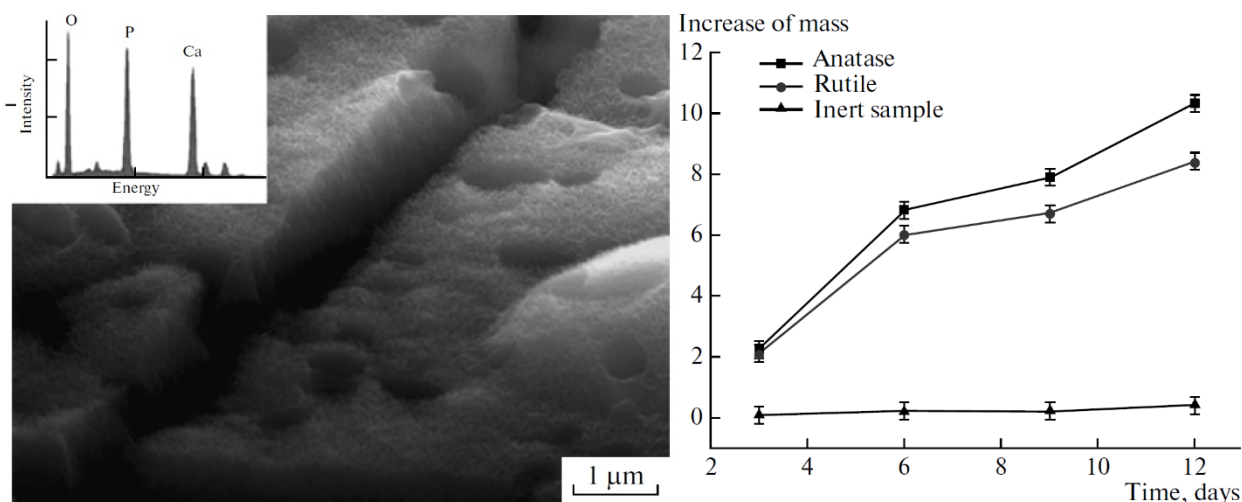 O
P
Ca
Intensity
Energy
1 μm
Increase of mass
12
Anatase
Rutile
10
Inert sample
8
6
4
2
0
2
4
6
8
10
12
Time, days